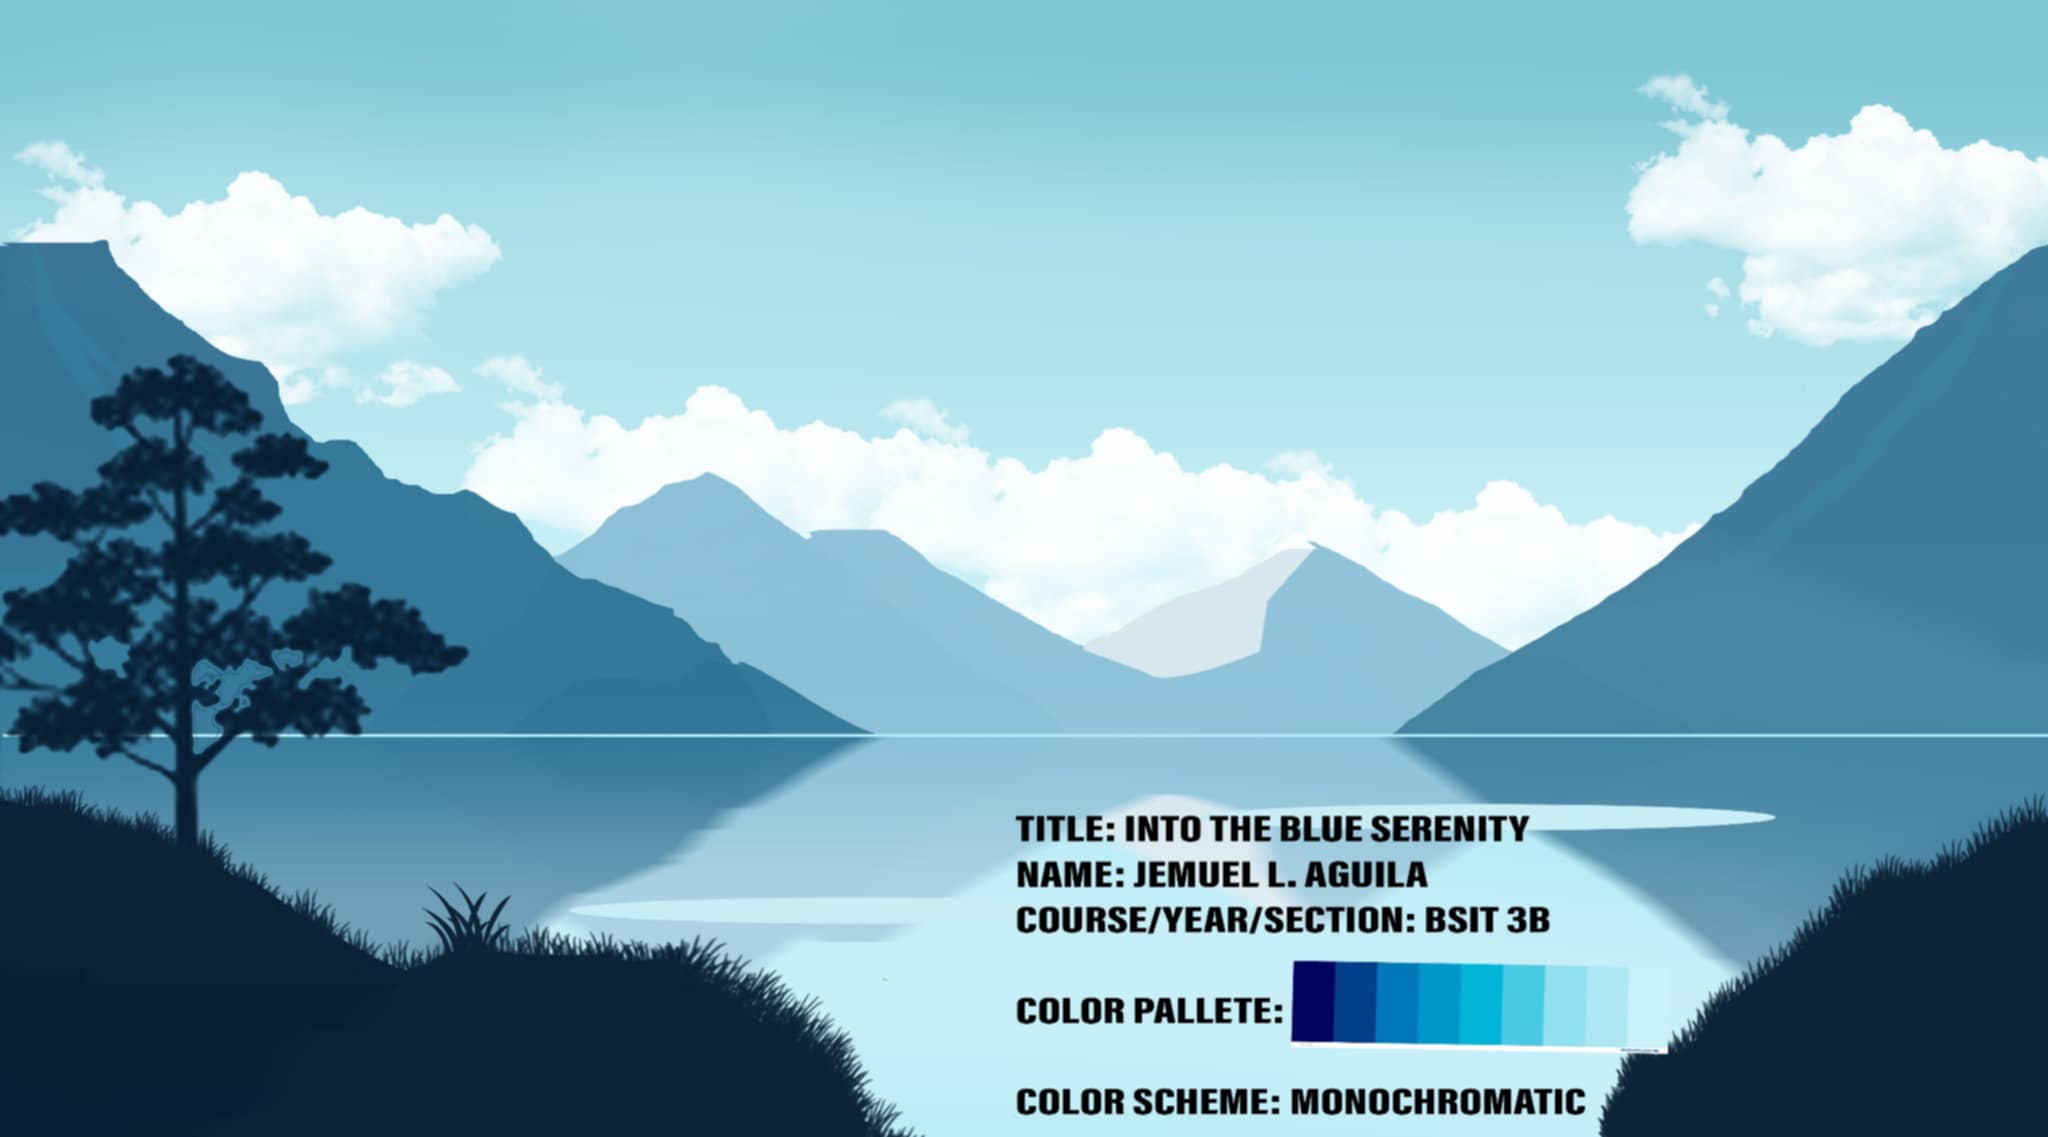 TITLE: INTO THE BLUE SERENITY
NAME: JEMUEL L. AGUILA
COURSE/YEAR/SECTION: BSIT 3B
COLOR PALLETE:
COLOR SCHEME: MONOCHROMATIC